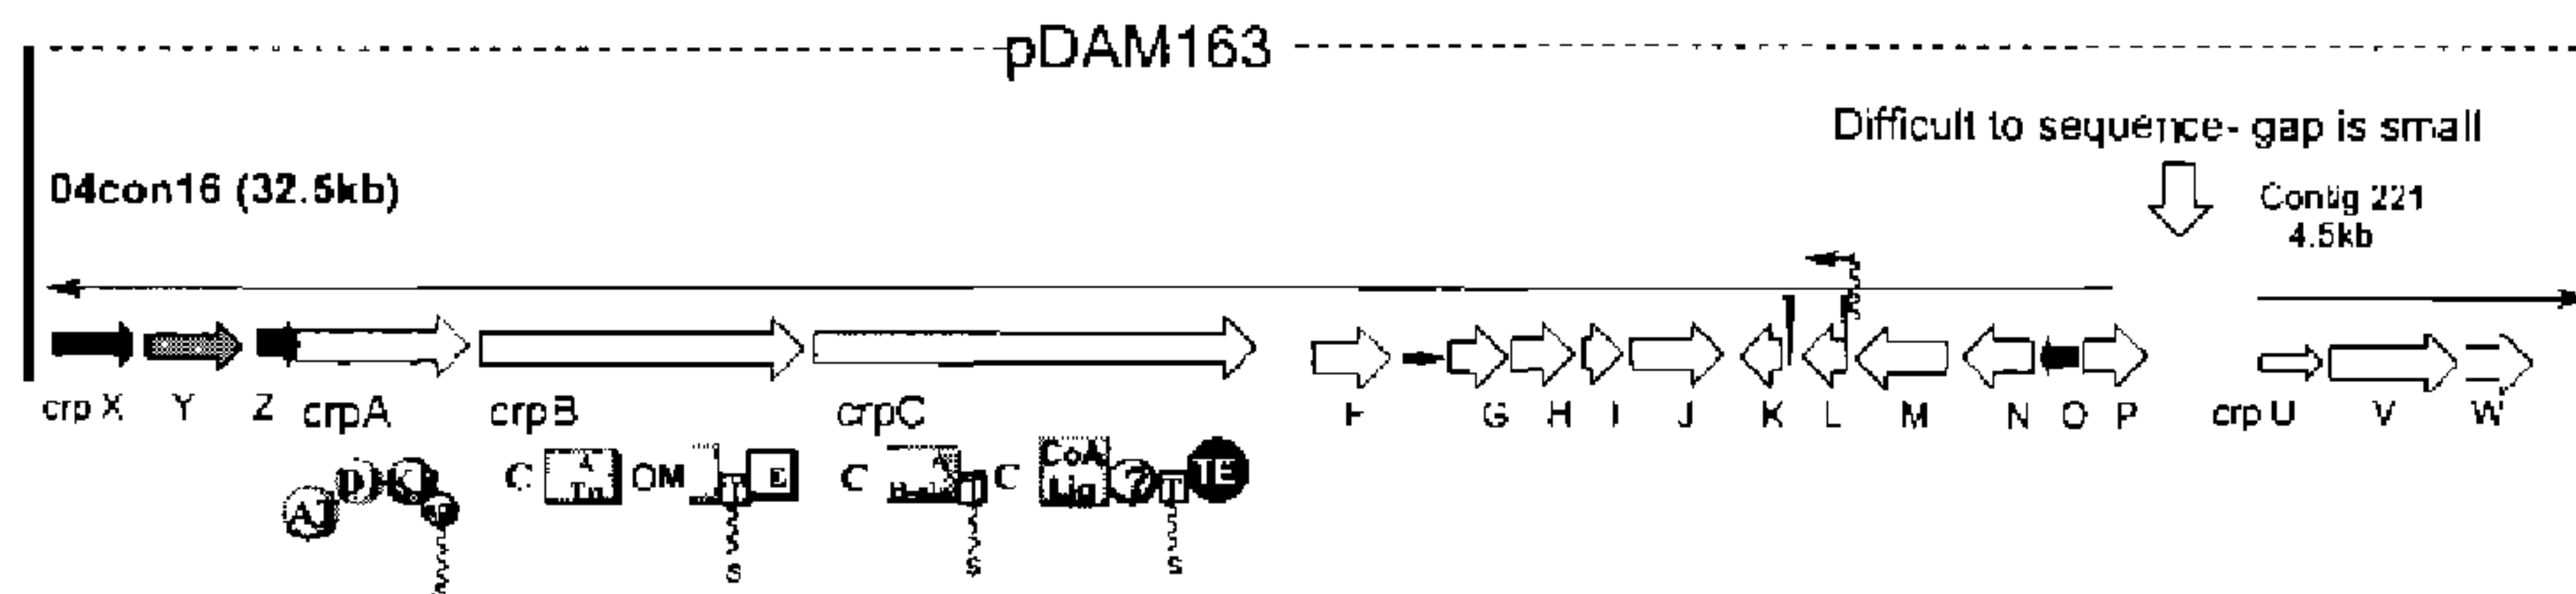 pDAM163
Difficult to sequence- gap is small
04con16 (32.5kb)
Contig 221
4.5kb
crp X Y Z crpA crpB crpC F G H I J K L M N O P crp U V W
C A OM T E C A T C CoA Lig ? T TE
s s s